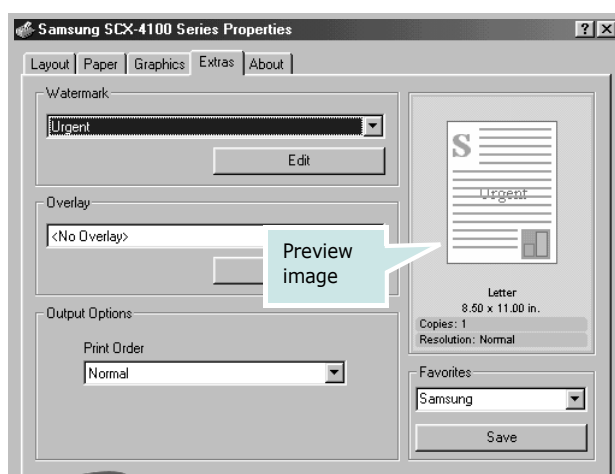 Samsung SCX-4100 Series Properties
Layout
Paper
Graphics
Extras
About
Watermark
Urgent
Edit
Overlay
<No Overlay>
Preview
image
Output Options
Print Order
Normal
S
Urgent
Letter
8.50 x 11.00 in.
Copies: 1
Resolution: Normal
Favorites
Samsung
Save